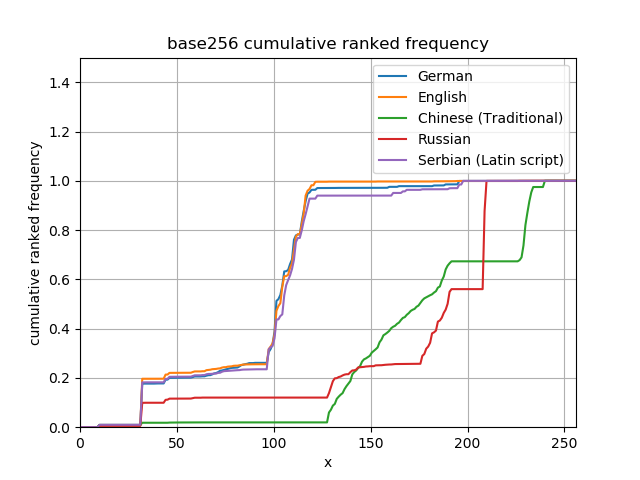 base256 cumulative ranked frequency
cumulative ranked frequency
1.4
1.2
1.0
0.8
0.6
0.4
0.2
0.0
German
English
Chinese (Traditional)
Russian
Serbian (Latin script)
0 50 100 150 200 250
x